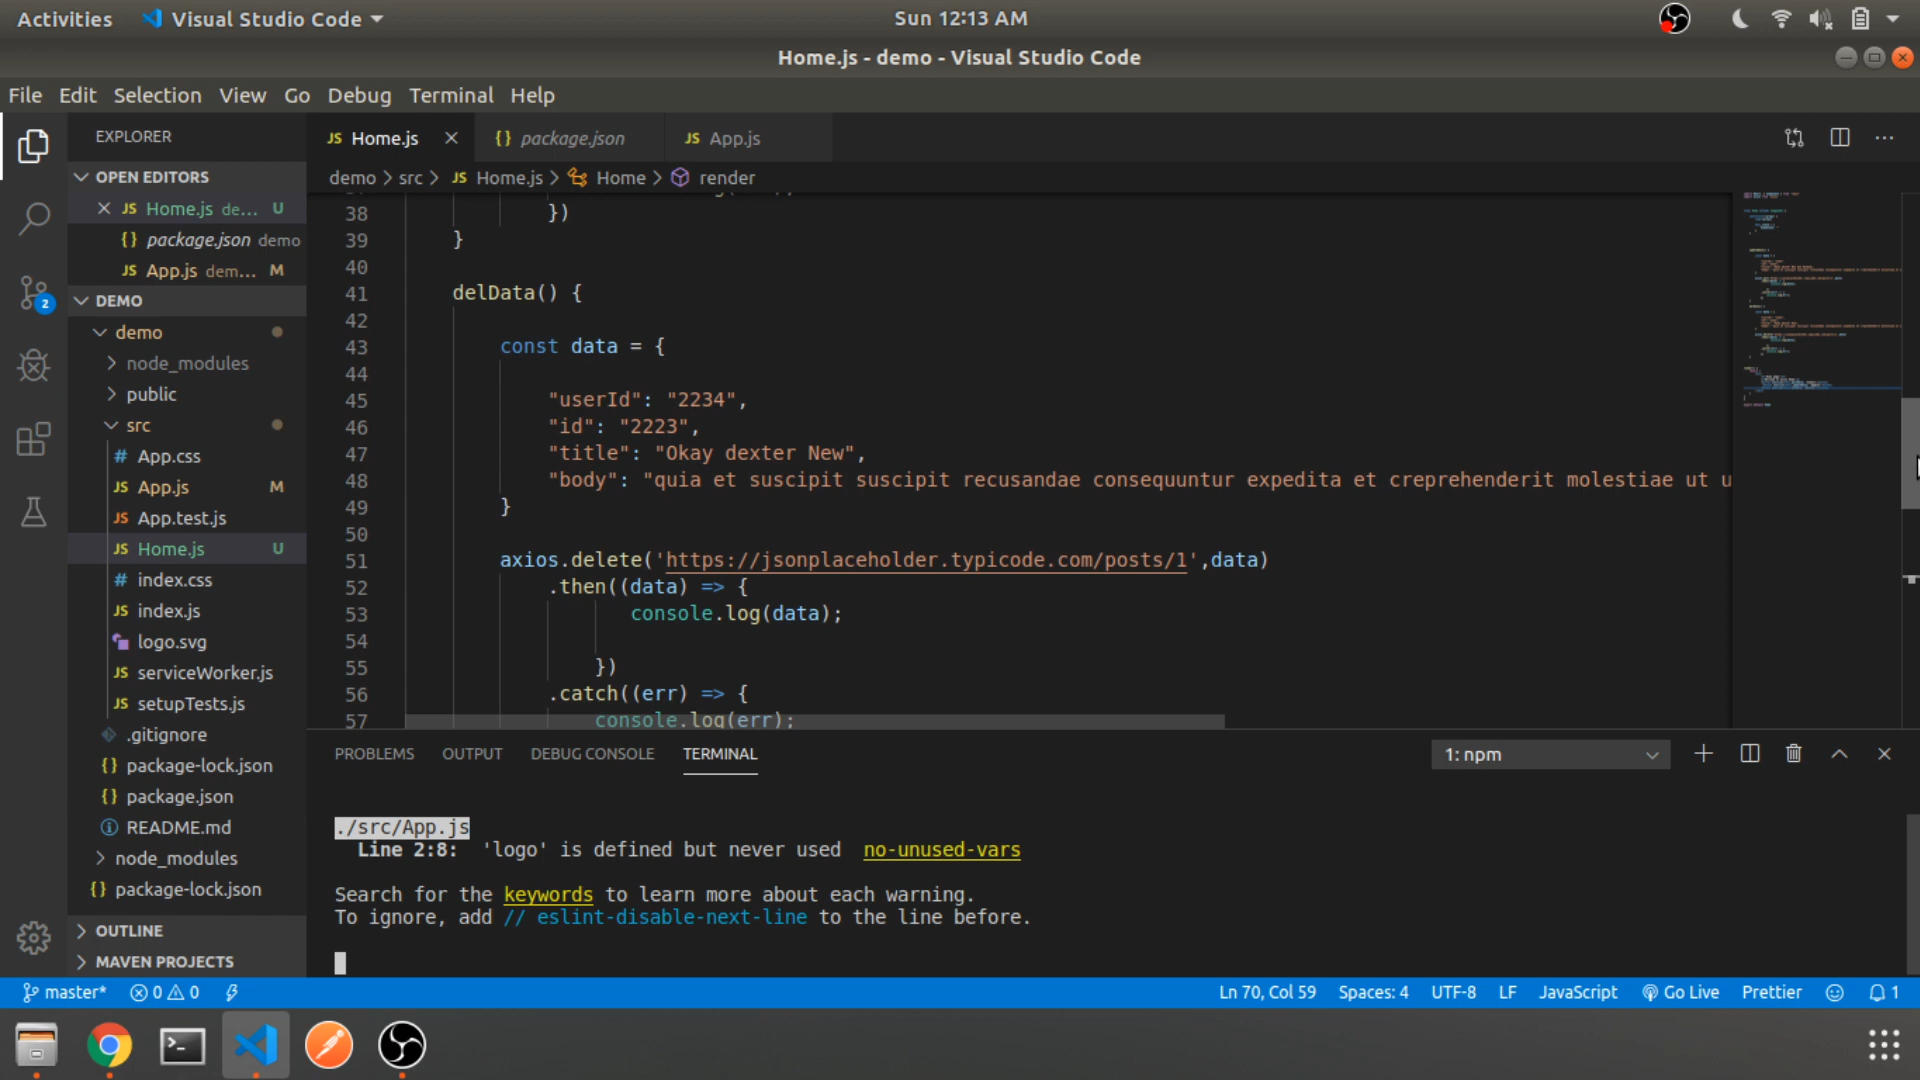 Activities
Visual Studio Code
Sun 12:13 AM
Home.js - demo - Visual Studio Code
File Edit Selection View Go Debug Terminal Help
EXPLORER
OPEN EDITORS
JS Home.js de... U
{} package.json demo
JS App.js dem... M
DEMO
demo
node_modules
public
src
# App.css
JS App.js M
JS App.test.js
JS Home.js U
# index.css
JS index.js
logo.svg
JS serviceWorker.js
JS setupTests.js
.gitignore
{} package-lock.json
{} package.json
README.md
node_modules
{} package-lock.json
OUTLINE
MAVEN PROJECTS
2
JS Home.js
{} package.json
JS App.js
demo > src > JS Home.js > Home > render
38 })
39 }
40
41 delData() {
42
43 const data = {
44
45 "userId": "2234",
46 "id": "2223",
47 "title": "Okay dexter New",
48 "body": "quia et suscipit suscipit recusandae consequuntur expedita et creprehenderit molestiae ut u
49 }
50
51 axios.delete('https://jsonplaceholder.typicode.com/posts/1',data)
52 .then((data) => {
53 console.log(data);
54
55 })
56 .catch((err) => {
57 console.log(err);
PROBLEMS OUTPUT DEBUG CONSOLE TERMINAL
1: npm
./src/App.js
Line 2:8: 'logo' is defined but never used no-unused-vars
Search for the keywords to learn more about each warning.
To ignore, add // eslint-disable-next-line to the line before.
master* 0 0
Ln 70, Col 59 Spaces: 4 UTF-8 LF JavaScript Go Live Prettier 1